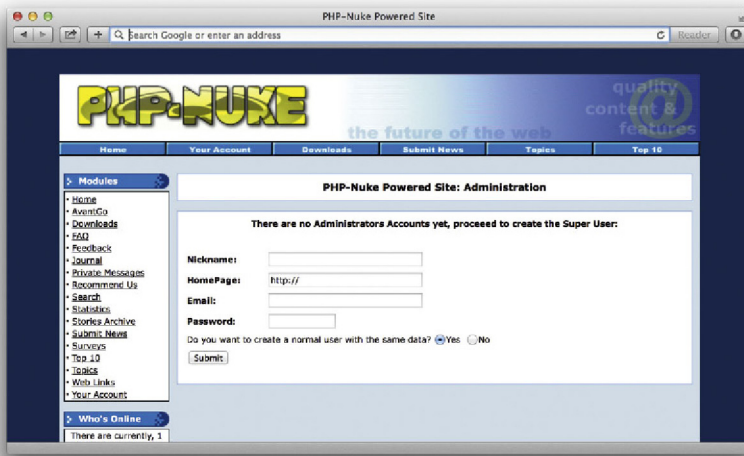 PHP-Nuke Powered Site
Search Google or enter an address
Reader
PHP-NUKE
quality
content &
features
@
the future of the web
Home
Your Account
Downloads
Submit News
Topics
Top 10
Modules
· Home
· AvantGo
· Downloads
· FAQ
· Feedback
· Journal
· Private Messages
· Recommend Us
· Search
· Statistics
· Stories Archive
· Submit News
· Surveys
· Top 10
· Topics
· Web Links
· Your Account
Who's Online
There are currently, 1
PHP-Nuke Powered Site: Administration
There are no Administrators Accounts yet, proceeed to create the Super User:
Nickname:
HomePage: http://
Email:
Password:
Do you want to create a normal user with the same data? Yes No
Submit